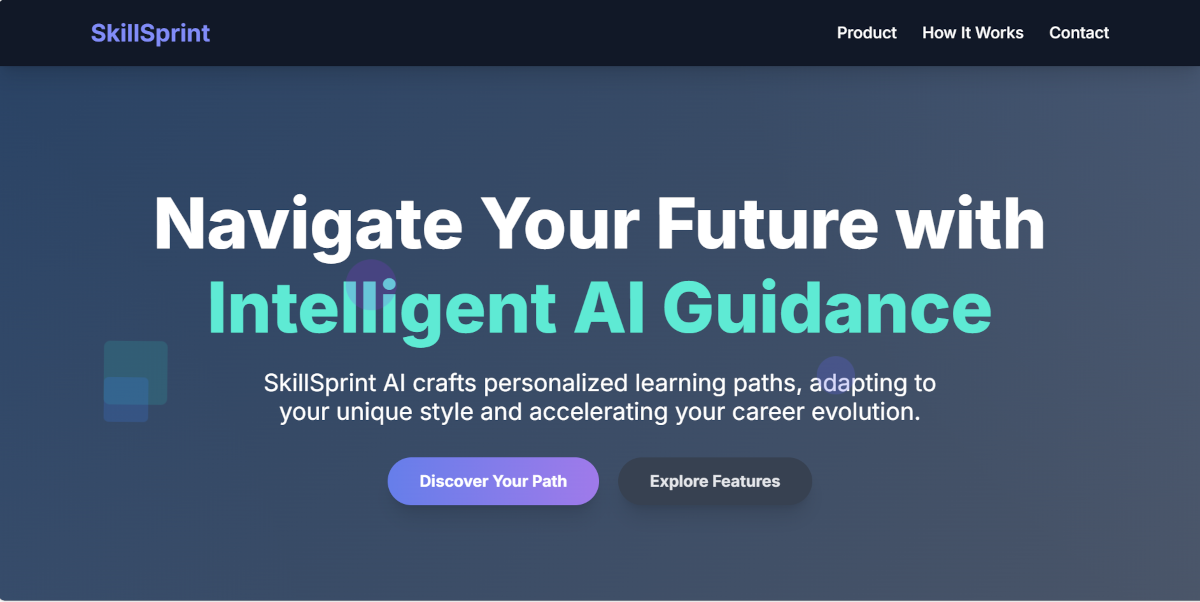 SkillSprint
Product
How It Works
Contact
Navigate Your Future with
Intelligent AI Guidance
SkillSprint AI crafts personalized learning paths, adapting to
your unique style and accelerating your career evolution.
Discover Your Path
Explore Features